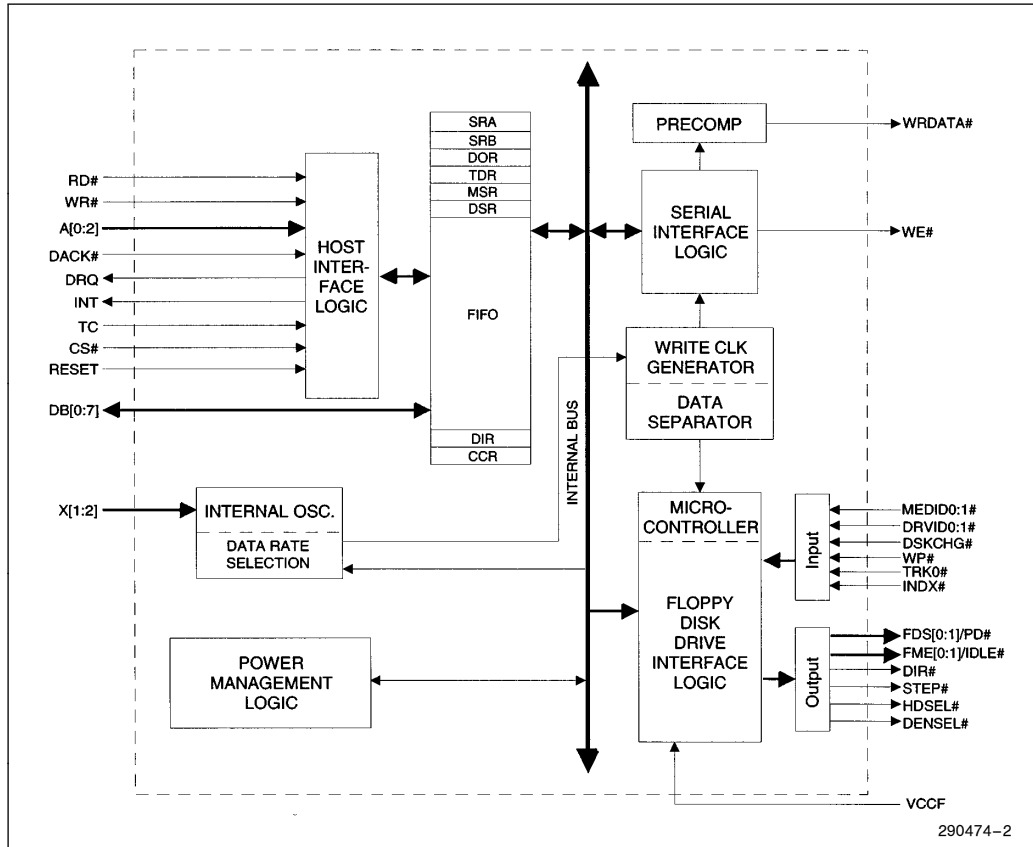 SRA
SRB
DOR
TDR
MSR
DSR
FIFO
DIR
CCR
RD#
WR#
A[0:2]
DACK#
DRQ
INT
TC
CS#
RESET
DB[0:7]
HOST
INTER-
FACE
LOGIC
X[1:2]
INTERNAL OSC.
DATA RATE
SELECTION
POWER
MANAGEMENT
LOGIC
INTERNAL BUS
PRECOMP
WRDATA#
SERIAL
INTERFACE
LOGIC
WE#
WRITE CLK
GENERATOR
DATA
SEPARATOR
MICRO-
CONTROLLER
FLOPPY
DISK
DRIVE
INTERFACE
LOGIC
Input
MEDID0:1#
DRVID0:1#
DSKCHG#
WP#
TRK0#
INDX#
Output
FDS[0:1]/PD#
FME[0:1]/IDLE#
DIR#
STEP#
HDSEL#
DENSEL#
VCCF
290474-2